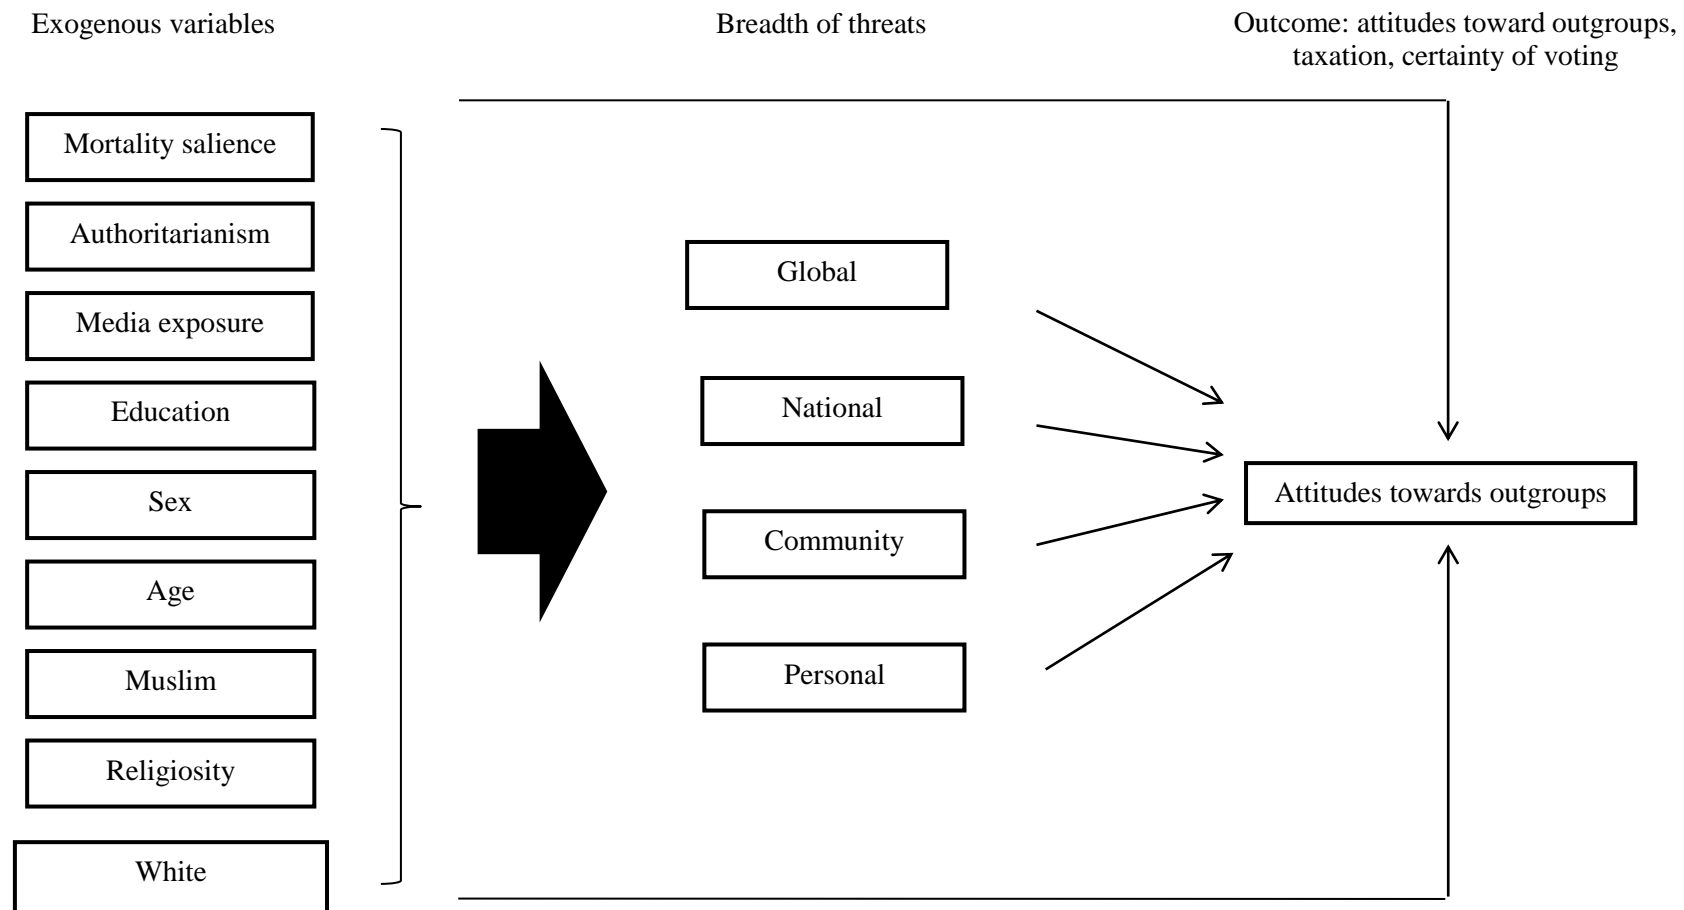 Exogenous variables
Breadth of threats
Outcome: attitudes toward outgroups,
taxation, certainty of voting
Mortality salience
Authoritarianism
Media exposure
Education
Sex
Age
Muslim
Religiosity
White
Global
National
Community
Personal
Attitudes towards outgroups